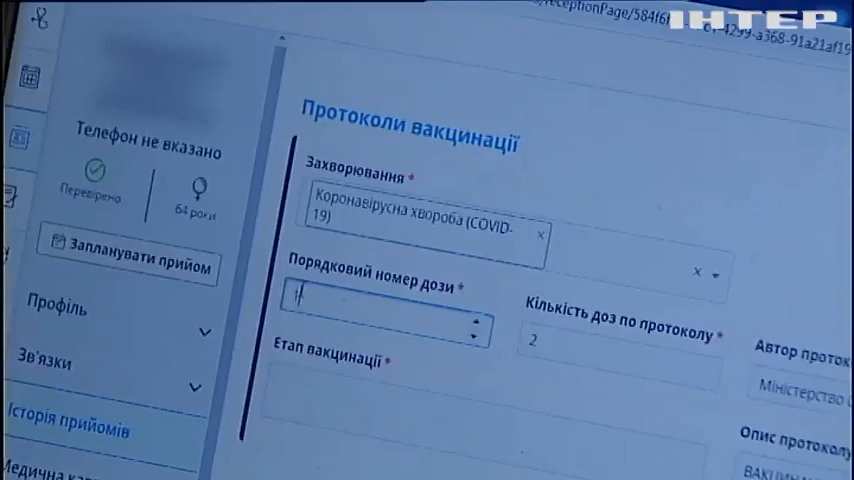 ІНТЕР
Телефон не вказано
Перевірено
64 роки
Запланувати прийом
Профіль
Зв'язки
Історія прийомів
Медична
Протоколи вакцинації
Захворювання *
Коронавірусна хвороба (COVID-
19)
Порядковий номер дози *
1
Кількість доз по протоколу *
2
Етап вакцинації *
Автор
Міністерство
Опис протоколу